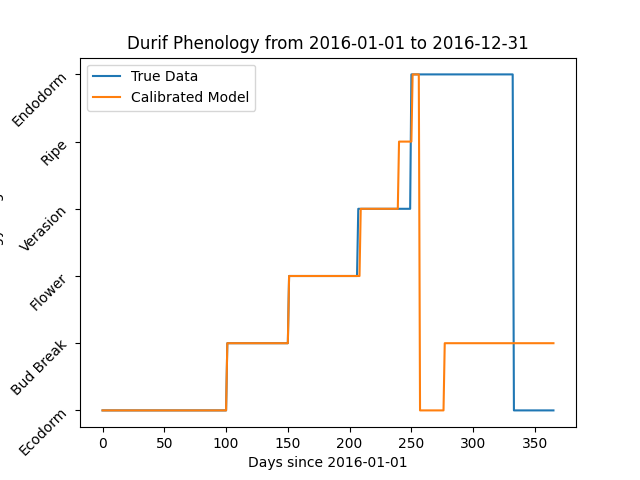 Durif Phenology from 2016-01-01 to 2016-12-31
True Data
Calibrated Model
Endodorm
Ripe
Verasion
Flower
Bud Break
Ecodorm
0 50 100 150 200 250 300 350
Days since 2016-01-01